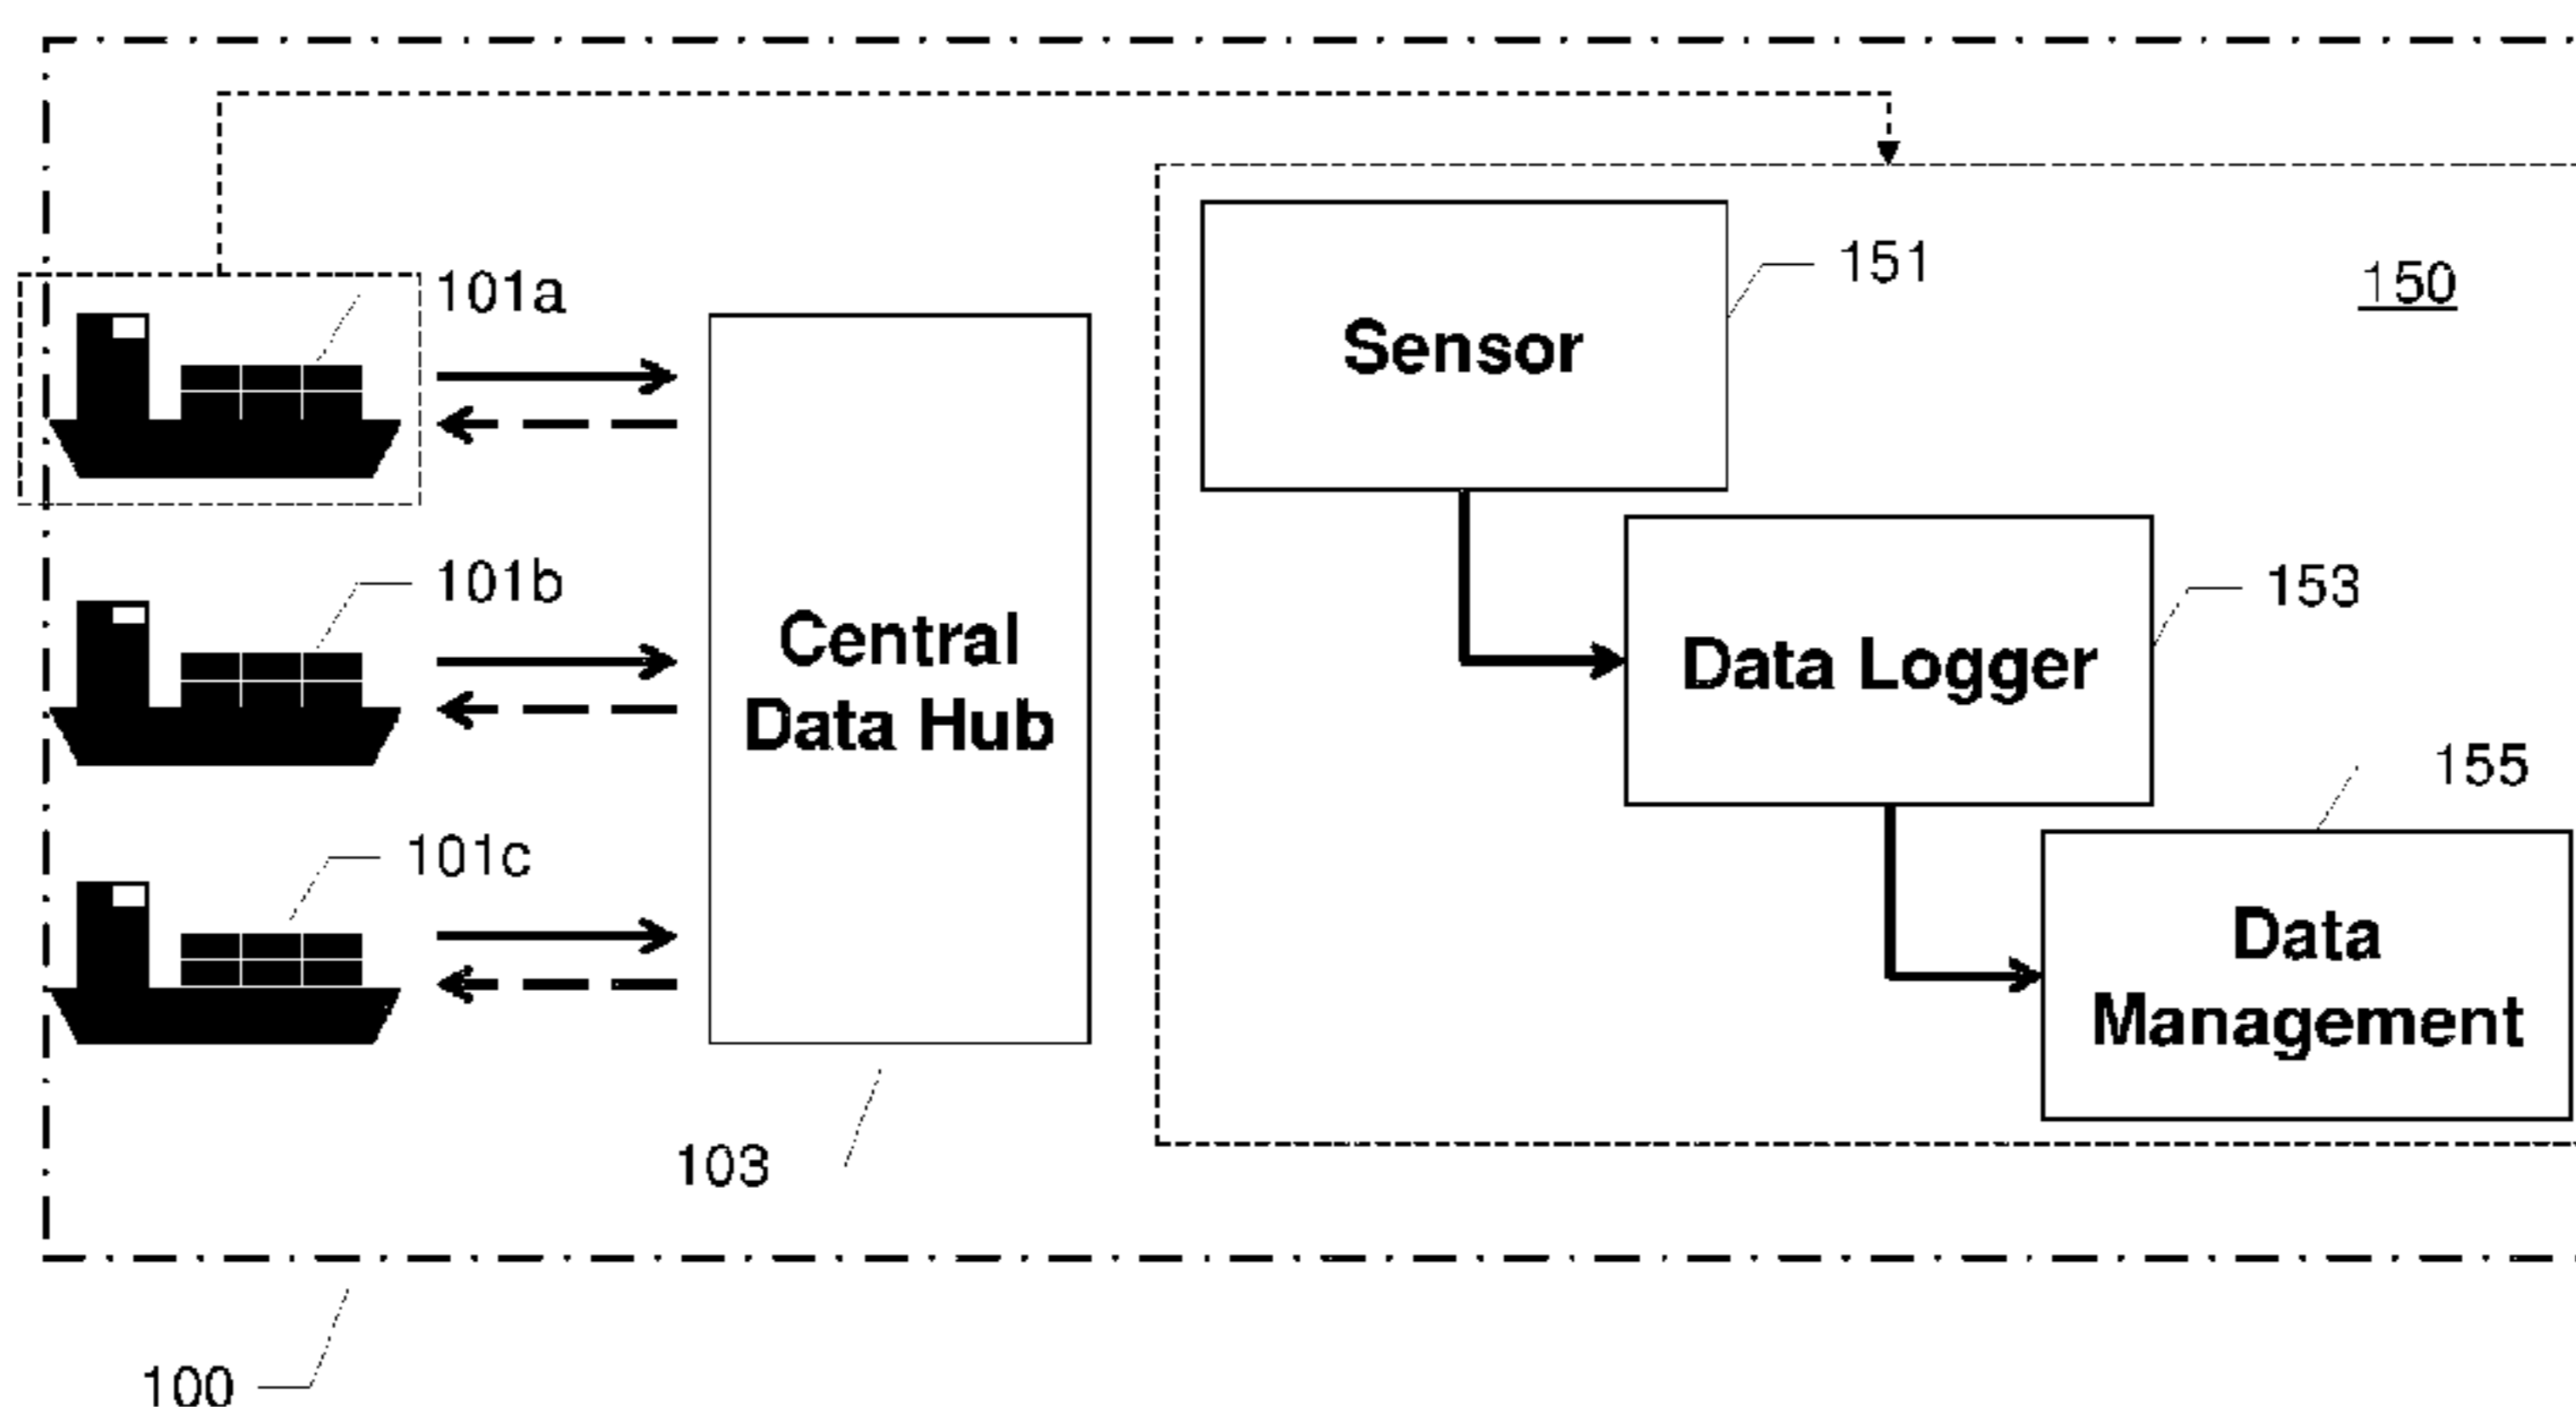 101a
151
150
Sensor
101b
153
Central
Data Hub
Data Logger
155
101c
Data
Management
103
100